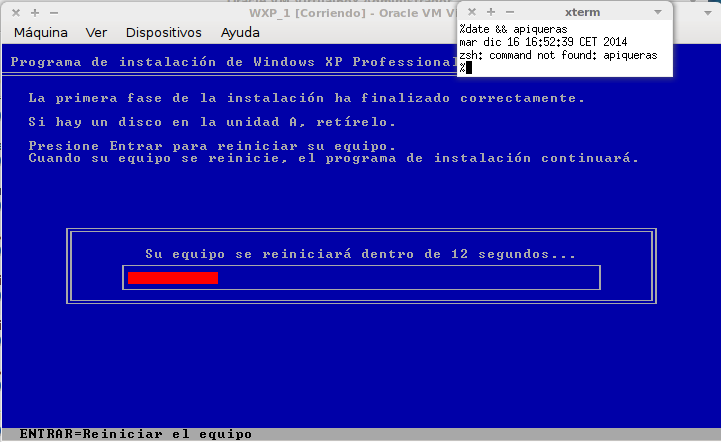 WXP_1 [Corriendo] - Oracle VM V
Máquina Ver Dispositivos Ayuda
xterm
%date && apiqueras
mar dic 16 16:52:39 CET 2014
zsh: command not found: apiqueras
%
Programa de instalación de Windows XP Professional
La primera fase de la instalación ha finalizado correctamente.
Si hay un disco en la unidad A, retírelo.
Presione Entrar para reiniciar su equipo.
Cuando su equipo se reinicie, el programa de instalación continuará.
Su equipo se reiniciará dentro de 12 segundos...
ENTRAR=Reiniciar el equipo